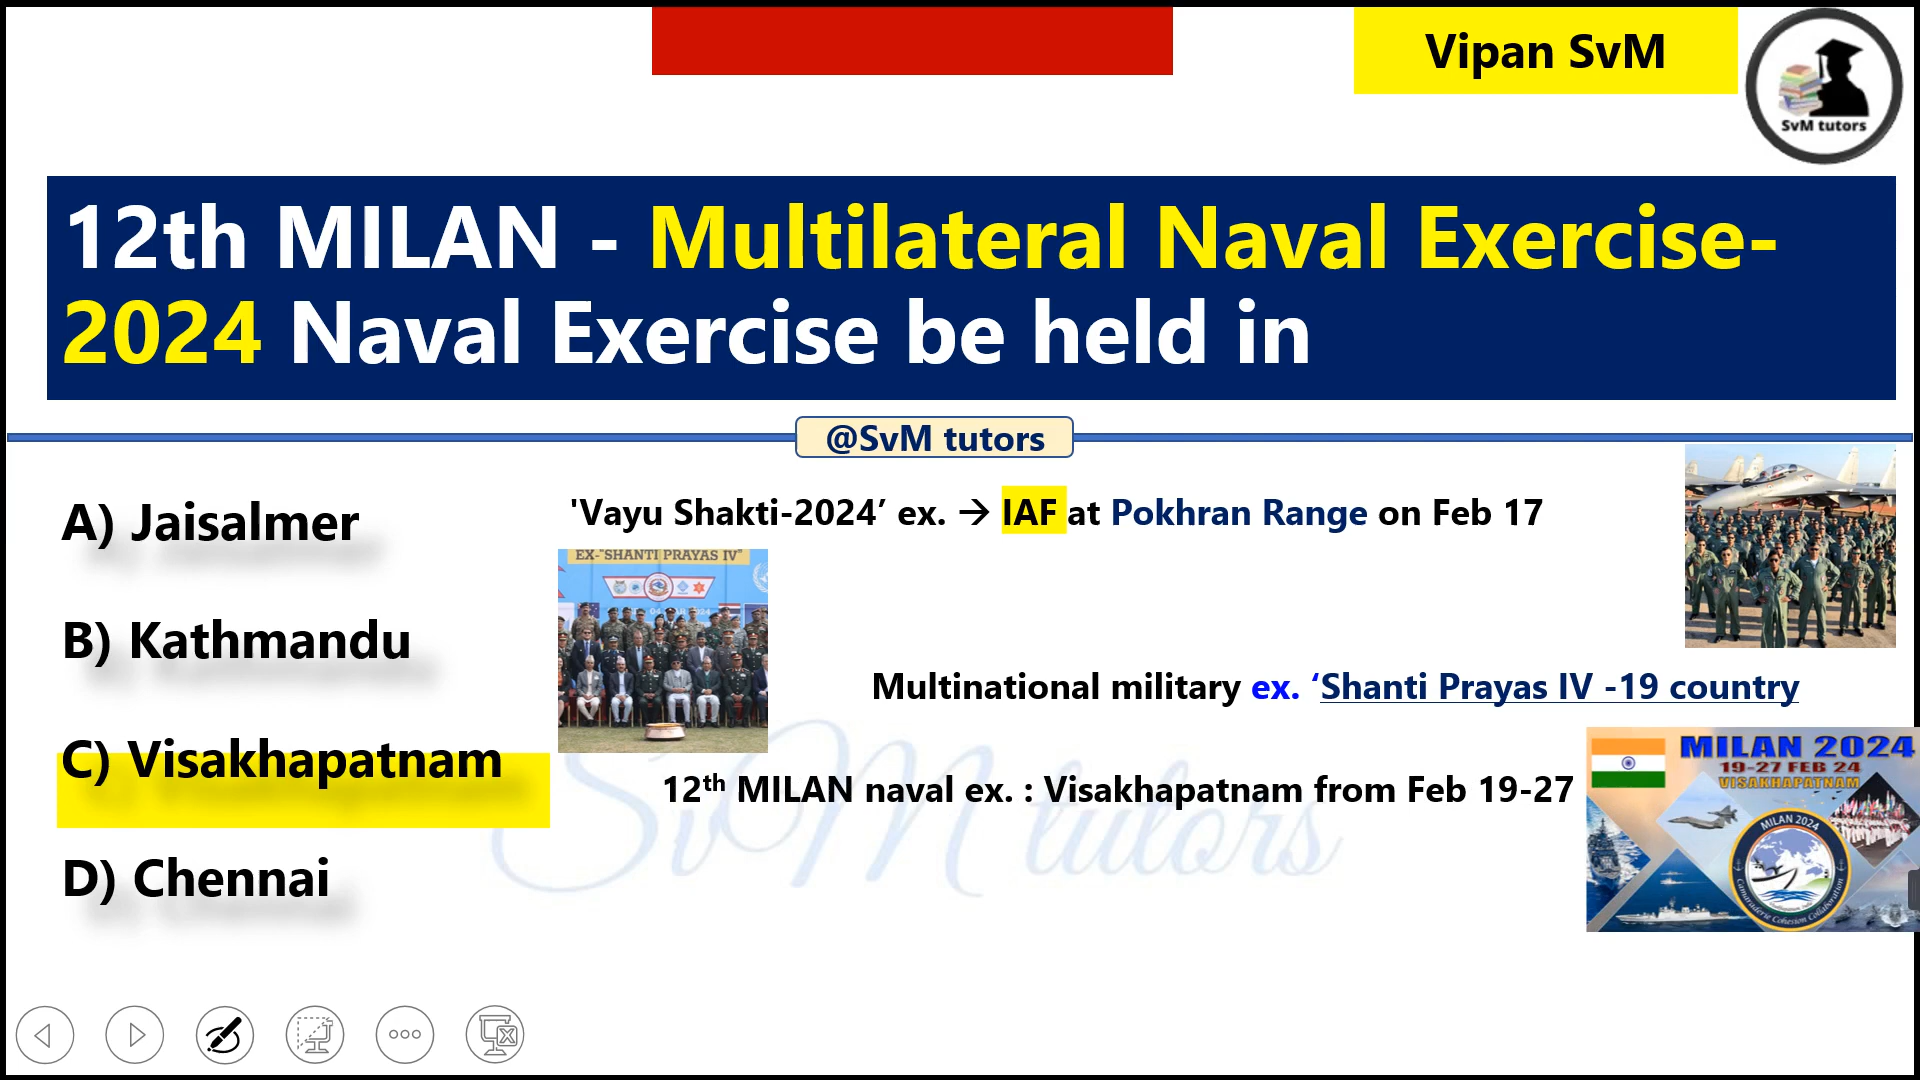 Vipan SvM
SvM tutors
12th MILAN - Multilateral Naval Exercise-
2024 Naval Exercise be held in
@SvM tutors
A) Jaisalmer
'Vayu Shakti-2024’ ex. → IAF at Pokhran Range on Feb 17
EX-"SHANTI PRAYAS IV"
B) Kathmandu
Multinational military ex. ‘Shanti Prayas IV -19 country
C) Visakhapatnam
12th MILAN naval ex. : Visakhapatnam from Feb 19-27
MILAN 2024
19-27 FEB 24
VISAKHAPATNAM
MILAN 2024
Camaraderie Cohesion Collaboration
D) Chennai
SvM tutors